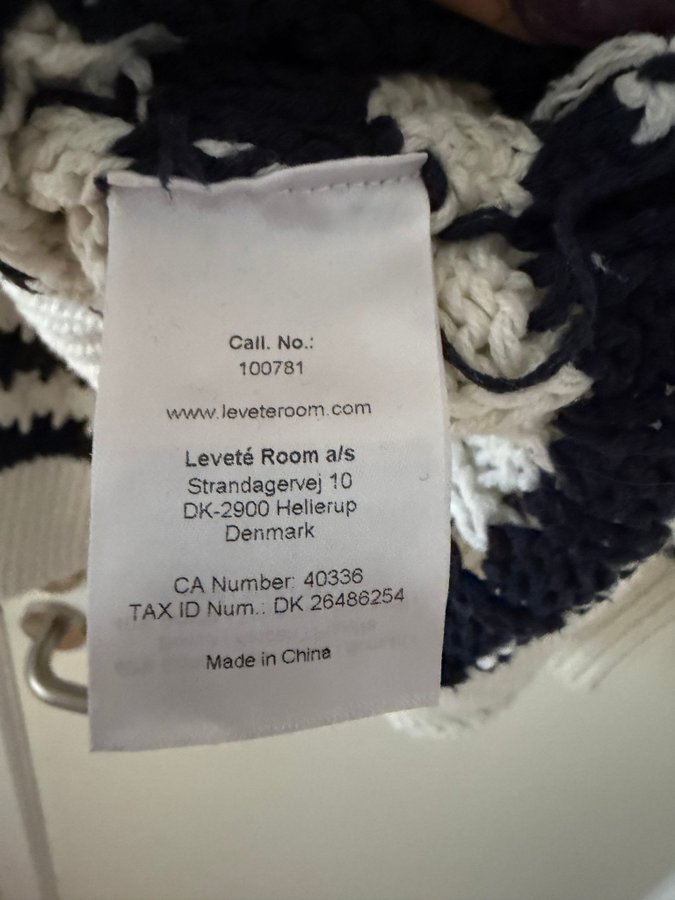 Call. No.:
100781
www.leveteroom.com
Leveté Room a/s
Strandagervej 10
DK-2900 Hellerup
Denmark
CA Number: 40336
TAX ID Num.: DK 26486254
Made in China